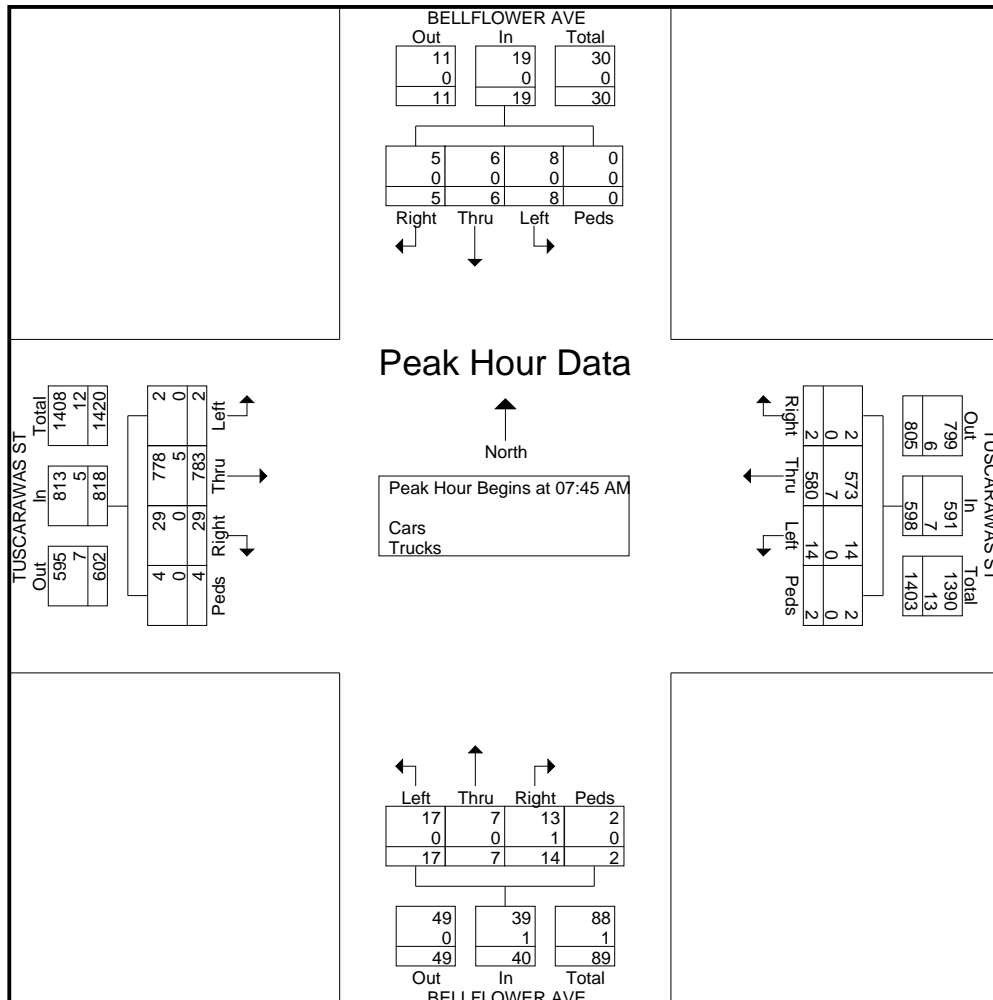 BELLFLOWER AVE
Out In Total
11 19 30
0 0 0
11 19 30
5 6 8 0
0 0 0 0
5 6 8 0
Right Thru Left Peds
Peak Hour Data
North
Peak Hour Begins at 07:45 AM
Cars
Trucks
TUSCARAWAS ST
Total In Out
1408 813 595
12 5 7
1420 818 602
2 778 29 4
0 5 0 0
2 783 29 4
Left Thru Right Peds
TUSCARAWAS ST
Out In Total
799 591 1390
6 7 13
805 598 1403
2 573 14 2
0 7 0 0
2 580 14 2
Right Thru Left Peds
Left Thru Right Peds
17 7 13 2
0 0 1 0
17 7 14 2
49 39 88
0 1 1
49 40 89
Out In Total
BELLFLOWER AVE